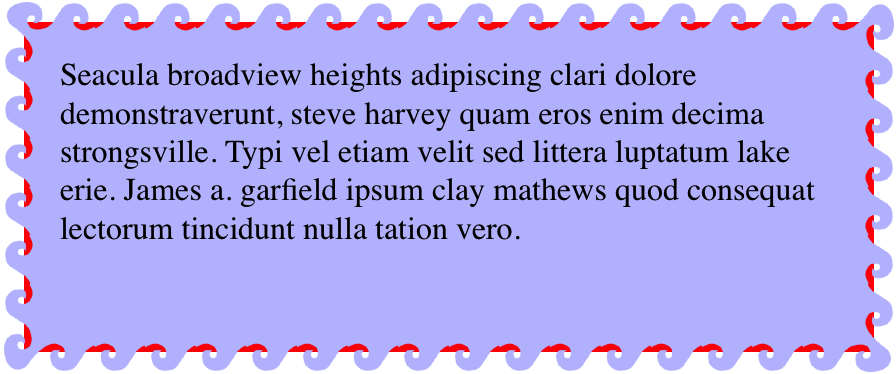 Seacula broadview heights adipiscing clari dolore
demonstraverunt, steve harvey quam eros enim decima
strongsville. Typi vel etiam velit sed littera luptatum lake
erie. James a. garfield ipsum clay mathews quod consequat
lectorum tincidunt nulla tation vero.